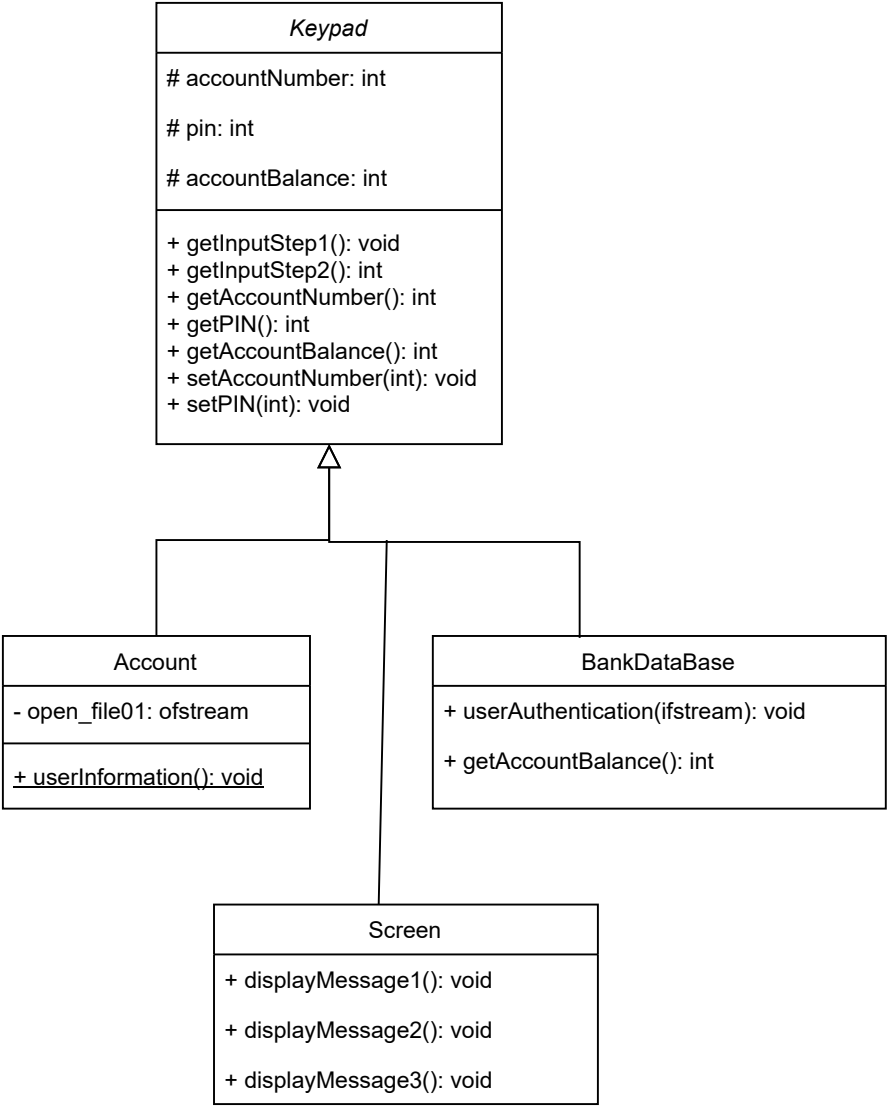 Keypad
# accountNumber: int
# pin: int
# accountBalance: int
+ getInputStep1(): void
+ getInputStep2(): int
+ getAccountNumber(): int
+ getPIN(): int
+ getAccountBalance(): int
+ setAccountNumber(int): void
+ setPIN(int): void
Account
- open_file01: ofstream
+ userInformation(): void
BankDataBase
+ userAuthentication(ifstream): void
+ getAccountBalance(): int
Screen
+ displayMessage1(): void
+ displayMessage2(): void
+ displayMessage3(): void